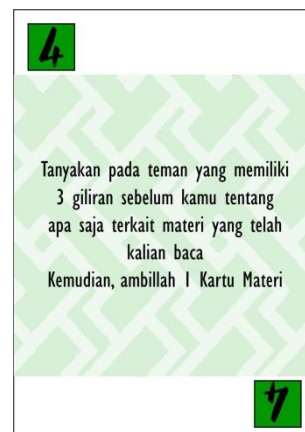 4
Tanyakan pada teman yang memiliki
3 giliran sebelum kamu tentang
apa saja terkait materi yang telah
kalian baca
Kemudian, ambillah 1 Kartu Materi
4